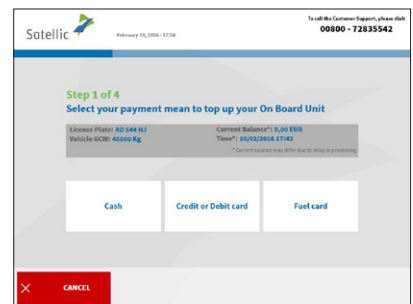 To call the Customer Support, please dial:
00800 - 72835542
Satellic
February 10, 2016 - 17:54
Step 1 of 4
Select your payment mean to top up your On Board Unit
License Plate: AD 544 HJ
Current Balance*: 0,00 EUR
Vehicle GCW: 45000 Kg
Time*: 10/02/2016 17:42
* Current balance may differ due to delay in processing
Cash
Credit or Debit card
Fuel card
CANCEL